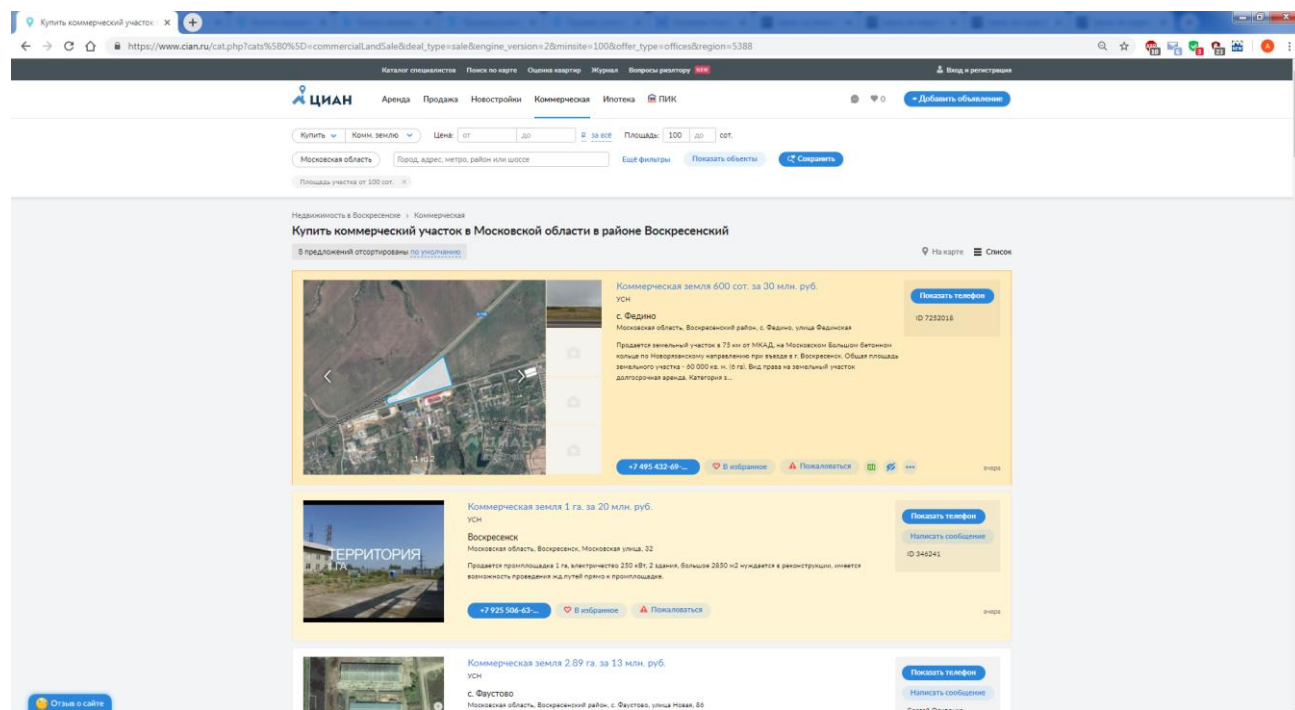 Купить коммерческий участок
https://www.cian.ru/cat.php?cats%5B0%5D=commercialLandSale&deal_type=sale&engine_version=2&minsite=100&offer_type=offices&region=5388
Каталог специалистов Поиск по карте Оценка квартир Журнал Вопросы риэлтору NEW Вход и регистрация
ЦИАН Аренда Продажа Новостройки Коммерческая Ипотека ПИК 0 + Добавить объявление
Купить Комм. землю Цена: от до ₽ за всё Площадь: 100 до сот.
Московская область Город, адрес, метро, район или шоссе Ещё фильтры Показать объекты Сохранить
Площадь участка от 100 сот. ×
Недвижимость в Воскресенске › Коммерческая
Купить коммерческий участок в Московской области в районе Воскресенский
8 предложений отсортированы по умолчанию На карте Список
Коммерческая земля 600 сот. за 30 млн. руб.
УСН
с. Федино
Московская область, Воскресенский район, с. Федино, улица Фединская
Продается земельный участок в 75 км от МКАД, на Московском Большом бетонном
кольце по Новорязанскому направлению при въезде в г. Воскресенск. Общая площадь
земельного участка - 60 000 кв. м. (6 га). Вид права на земельный участок
долгосрочная аренда. Категория з...
Показать телефон
ID 7252018
ЦИАН
1 из 2
+7 495 432-69-... В избранное Пожаловаться вчера
Коммерческая земля 1 га. за 20 млн. руб.
УСН
Воскресенск
Московская область, Воскресенск, Московская улица, 32
Продается промплощадка 1 га, электричество 250 кВт, 2 здания, большое 2850 м2 нуждается в реконструкции, имеется
возможность проведения жд.путей прямо к промплощадке.
ТЕРРИТОРИЯ
1 ГА
Показать телефон
Написать сообщение
ID 346241
+7 925 506-63-... В избранное Пожаловаться вчера
Коммерческая земля 2.89 га. за 13 млн. руб.
УСН
с. Фаустово
Московская область, Воскресенский район, с. Фаустово, улица Новая, 8б
Показать телефон
Написать сообщение
Отзыв о сайте